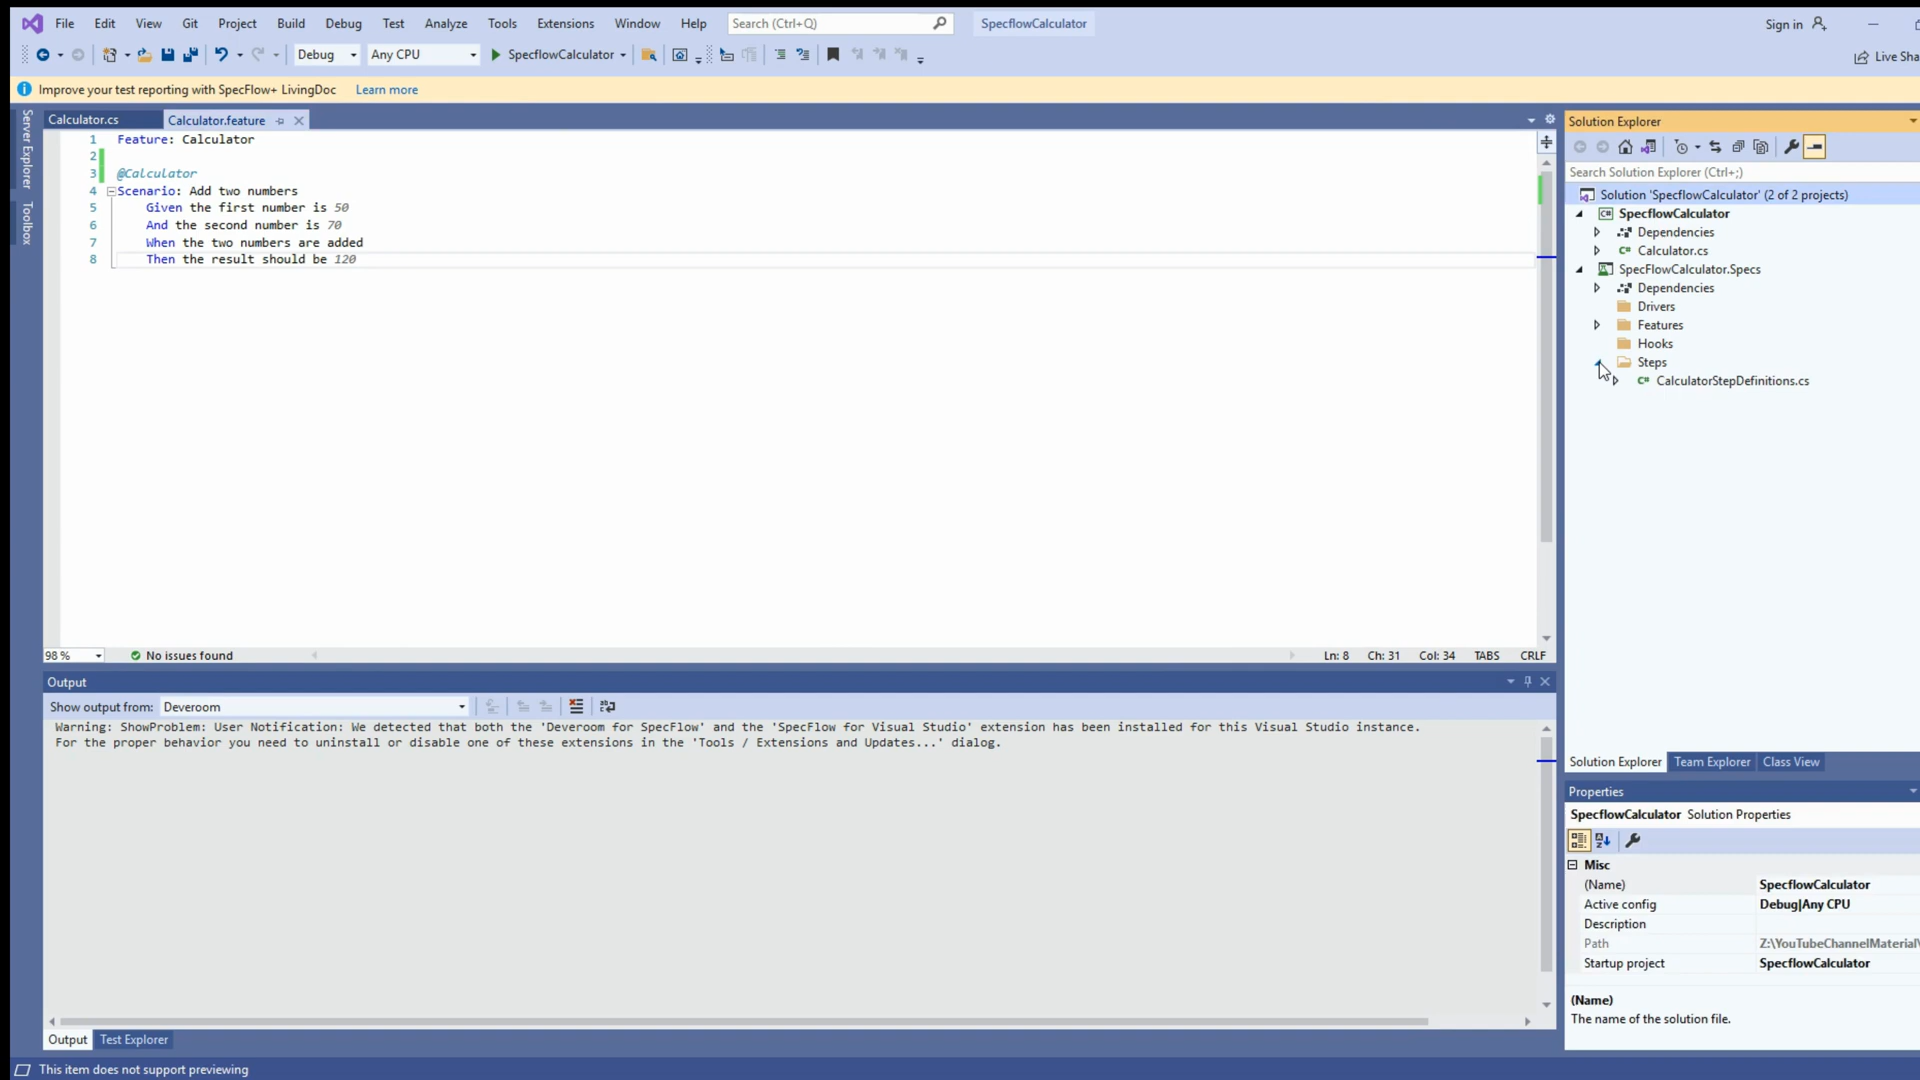 File Edit View Git Project Build Debug Test Analyze Tools Extensions Window Help Search (Ctrl+Q) SpecflowCalculator Sign in
Debug Any CPU SpecflowCalculator Live Sha
Improve your test reporting with SpecFlow+ LivingDoc Learn more
Server Explorer
Toolbox
Calculator.cs Calculator.feature
1 Feature: Calculator
2
3 @Calculator
4 Scenario: Add two numbers
5 Given the first number is 50
6 And the second number is 70
7 When the two numbers are added
8 Then the result should be 120
98 % No issues found Ln: 8 Ch: 31 Col: 34 TABS CRLF
Output
Show output from: Deveroom
Warning: ShowProblem: User Notification: We detected that both the 'Deveroom for SpecFlow' and the 'SpecFlow for Visual Studio' extension has been installed for this Visual Studio instance.
For the proper behavior you need to uninstall or disable one of these extensions in the 'Tools / Extensions and Updates...' dialog.
Output Test Explorer
This item does not support previewing
Solution Explorer
Search Solution Explorer (Ctrl+;)
Solution 'SpecflowCalculator' (2 of 2 projects)
SpecflowCalculator
Dependencies
Calculator.cs
SpecFlowCalculator.Specs
Dependencies
Drivers
Features
Hooks
Steps
CalculatorStepDefinitions.cs
Solution Explorer Team Explorer Class View
Properties
SpecflowCalculator Solution Properties
Misc
(Name) SpecflowCalculator
Active config Debug|Any CPU
Description
Path Z:\YouTubeChannelMaterial\
Startup project SpecflowCalculator
(Name)
The name of the solution file.